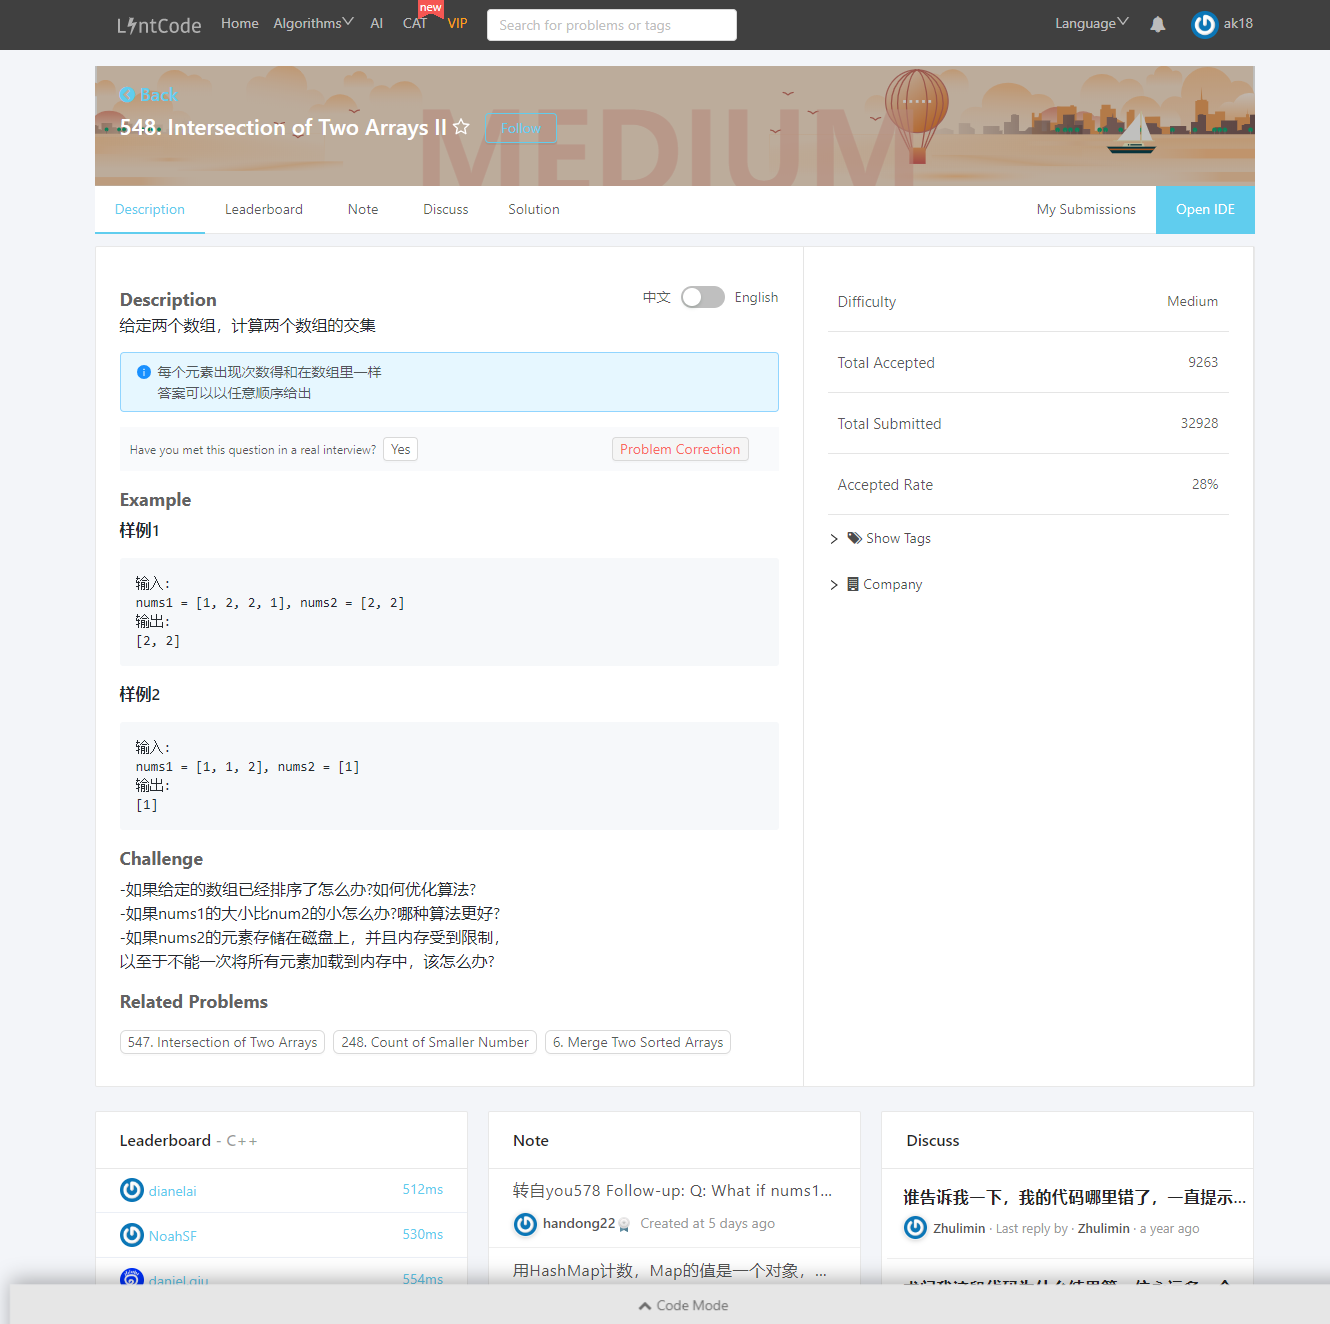 LintCode
Home
Algorithms
AI
CAT
new
VIP
Search for problems or tags
Language
ak18
Back
MEDIUM
548. Intersection of Two Arrays II
Follow
Description
Leaderboard
Note
Discuss
Solution
My Submissions
Open IDE
Description
中文
English
给定两个数组，计算两个数组的交集
每个元素出现次数得和在数组里一样
答案可以以任意顺序给出
Have you met this question in a real interview?
Yes
Problem Correction
Example
样例1
输入:
nums1 = [1, 2, 2, 1], nums2 = [2, 2]
输出:
[2, 2]
样例2
输入:
nums1 = [1, 1, 2], nums2 = [1]
输出:
[1]
Challenge
-如果给定的数组已经排序了怎么办?如何优化算法?
-如果nums1的大小比num2的小怎么办?哪种算法更好?
-如果nums2的元素存储在磁盘上，并且内存受到限制，
以至于不能一次将所有元素加载到内存中，该怎么办?
Related Problems
547. Intersection of Two Arrays
248. Count of Smaller Number
6. Merge Two Sorted Arrays
Difficulty
Medium
Total Accepted
9263
Total Submitted
32928
Accepted Rate
28%
Show Tags
Company
Leaderboard - C++
dianelai
512ms
NoahSF
530ms
daniel.qiu
554ms
Note
转自you578 Follow-up: Q: What if nums1...
handong22 Created at 5 days ago
用HashMap计数，Map的值是一个对象，...
Discuss
谁告诉我一下，我的代码哪里错了，一直提示...
Zhulimin · Last reply by · Zhulimin · a year ago
Code Mode